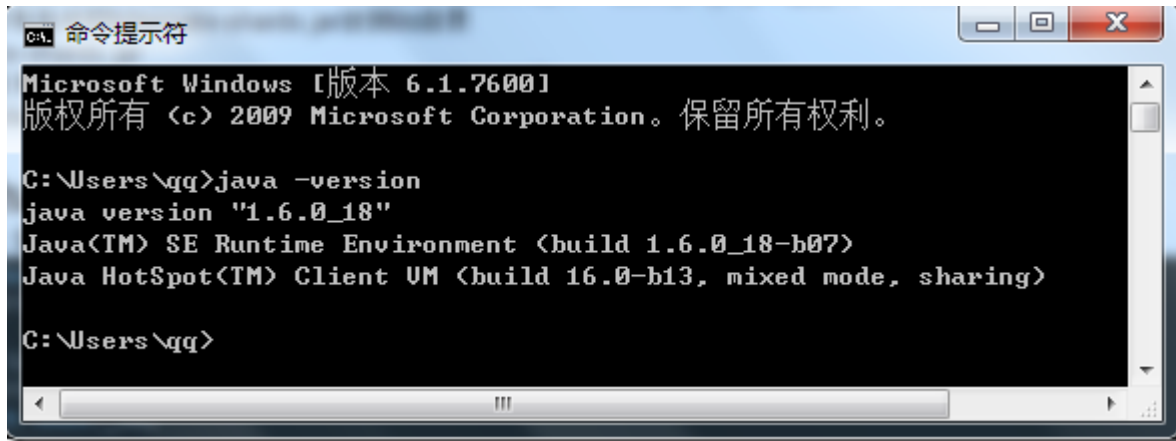 命令提示符
Microsoft Windows [版本 6.1.7600]
版权所有 (c) 2009 Microsoft Corporation。保留所有权利。
C:\Users\qq>java -version
java version "1.6.0_18"
Java(TM) SE Runtime Environment (build 1.6.0_18-b07)
Java HotSpot(TM) Client VM (build 16.0-b13, mixed mode, sharing)
C:\Users\qq>